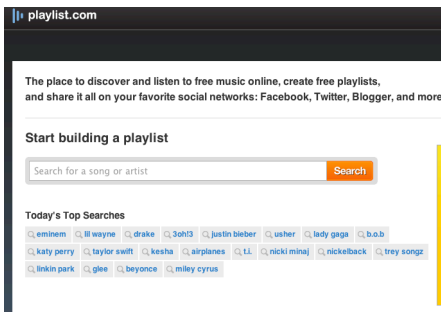 playlist.com
The place to discover and listen to free music online, create free playlists,
and share it all on your favorite social networks: Facebook, Twitter, Blogger, and more
Start building a playlist
Search for a song or artist Search
Today's Top Searches
eminem lil wayne drake 3oh!3 justin bieber usher lady gaga b.o.b
katy perry taylor swift kesha airplanes t.i. nicki minaj nickelback trey songz
linkin park glee beyonce miley cyrus